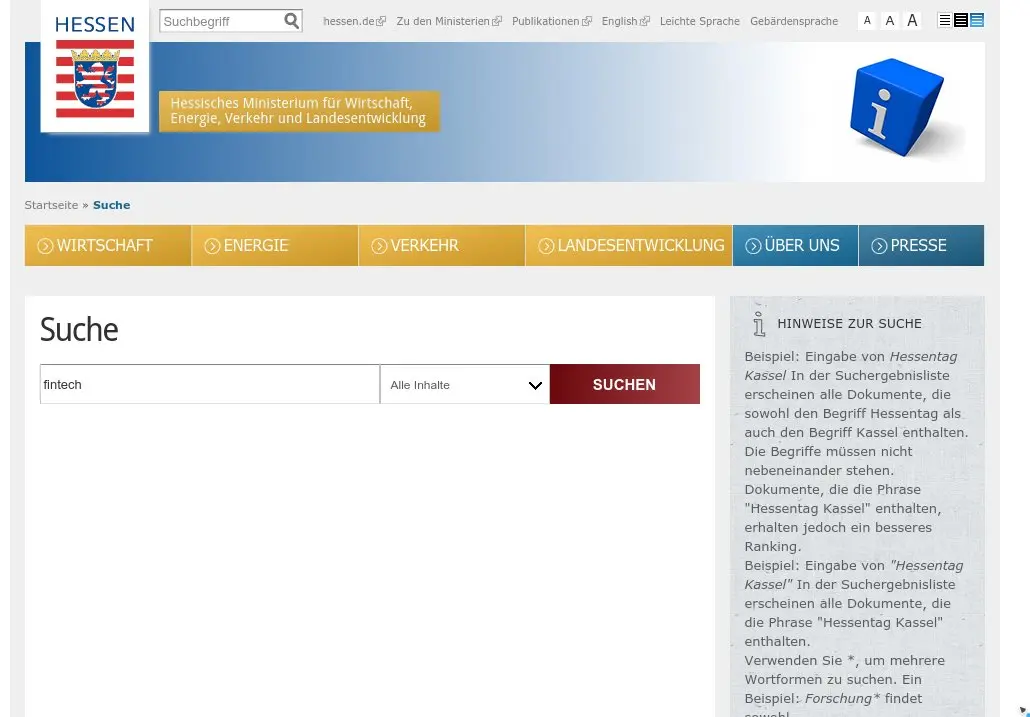 HESSEN
Suchbegriff
hessen.de Zu den Ministerien Publikationen English Leichte Sprache Gebärdensprache A A A
Hessisches Ministerium für Wirtschaft,
Energie, Verkehr und Landesentwicklung
Startseite » Suche
WIRTSCHAFT ENERGIE VERKEHR LANDESENTWICKLUNG ÜBER UNS PRESSE
Suche
fintech Alle Inhalte SUCHEN
HINWEISE ZUR SUCHE
Beispiel: Eingabe von Hessentag
Kassel In der Suchergebnisliste
erscheinen alle Dokumente, die
sowohl den Begriff Hessentag als
auch den Begriff Kassel enthalten.
Die Begriffe müssen nicht
nebeneinander stehen.
Dokumente, die die Phrase
"Hessentag Kassel" enthalten,
erhalten jedoch ein besseres
Ranking.
Beispiel: Eingabe von "Hessentag
Kassel" In der Suchergebnisliste
erscheinen alle Dokumente, die
die Phrase "Hessentag Kassel"
enthalten.
Verwenden Sie *, um mehrere
Wortformen zu suchen. Ein
Beispiel: Forschung* findet
sowohl